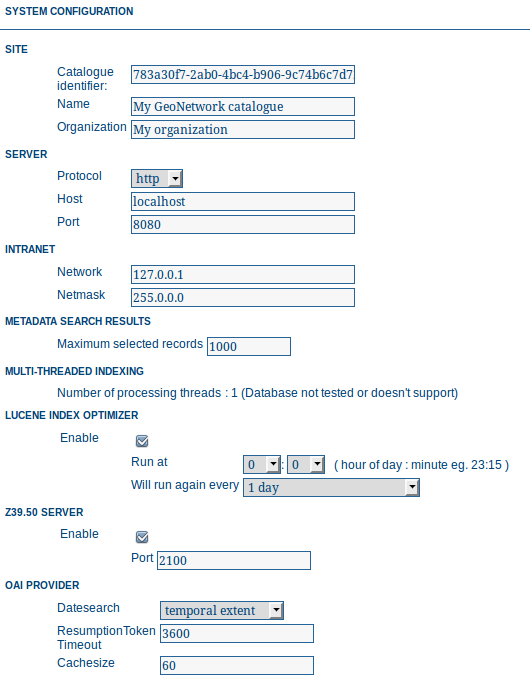 SYSTEM CONFIGURATION
SITE
Catalogue
identifier:
783a30f7-2ab0-4bc4-b906-9c74b6c7d7
Name My GeoNetwork catalogue
Organization My organization
SERVER
Protocol http
Host localhost
Port 8080
INTRANET
Network 127.0.0.1
Netmask 255.0.0.0
METADATA SEARCH RESULTS
Maximum selected records 1000
MULTI-THREADED INDEXING
Number of processing threads : 1 (Database not tested or doesn't support)
LUCENE INDEX OPTIMIZER
Enable
Run at 0 : 0 ( hour of day : minute eg. 23:15 )
Will run again every 1 day
Z39.50 SERVER
Enable
Port 2100
OAI PROVIDER
Datesearch temporal extent
ResumptionToken
Timeout
3600
Cachesize 60